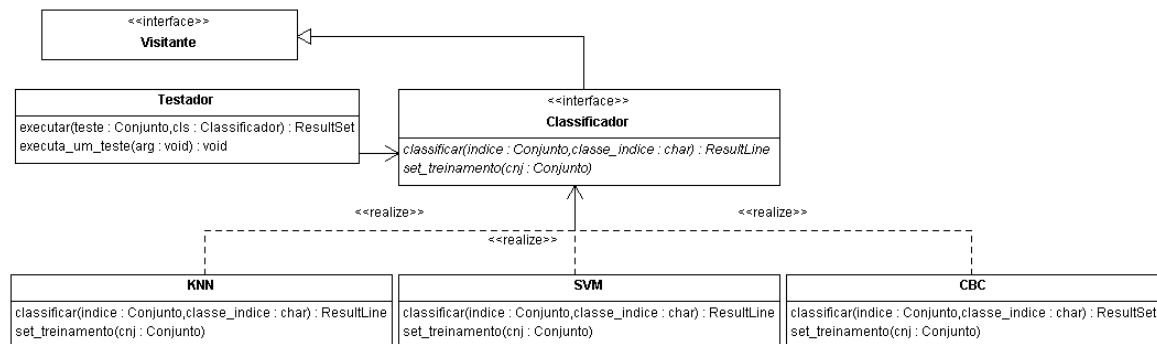 <<interface>>
Visitante
Testador
executar(teste : Conjunto,cls : Classificador) : ResultSet
executa_um_teste(arg : void) : void
<<interface>>
Classificador
classificar(indice : Conjunto,classe_indice : char) : ResultLine
set_treinamento(cnj : Conjunto)
<<realize>>
<<realize>>
<<realize>>
KNN
classificar(indice : Conjunto,classe_indice : char) : ResultLine
set_treinamento(cnj : Conjunto)
SVM
classificar(indice : Conjunto,classe_indice : char) : ResultLine
set_treinamento(cnj : Conjunto)
CBC
classificar(indice : Conjunto,classe_indice : char) : ResultSet
set_treinamento(cnj : Conjunto)